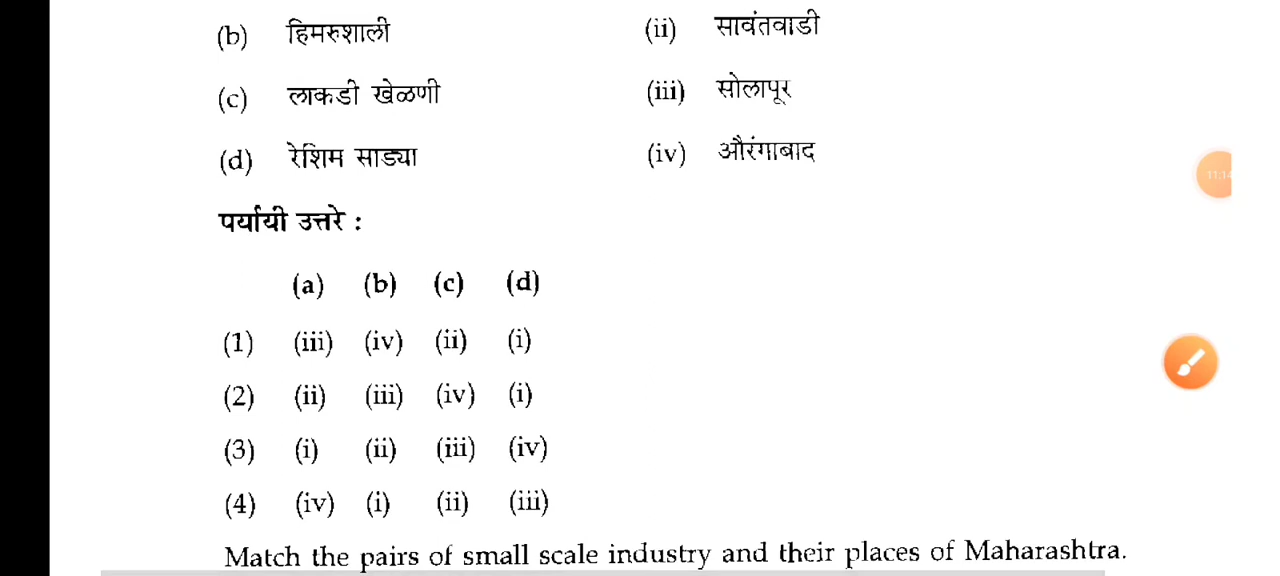 (b) हिमरुशाली (ii) सावंतवाडी
(c) लाकडी खेळणी (iii) सोलापूर
(d) रेशिम साड्या (iv) औरंगाबाद
पर्यायी उत्तरे :
(a) (b) (c) (d)
(1) (iii) (iv) (ii) (i)
(2) (ii) (iii) (iv) (i)
(3) (i) (ii) (iii) (iv)
(4) (iv) (i) (ii) (iii)
Match the pairs of small scale industry and their places of Maharashtra.
11:14